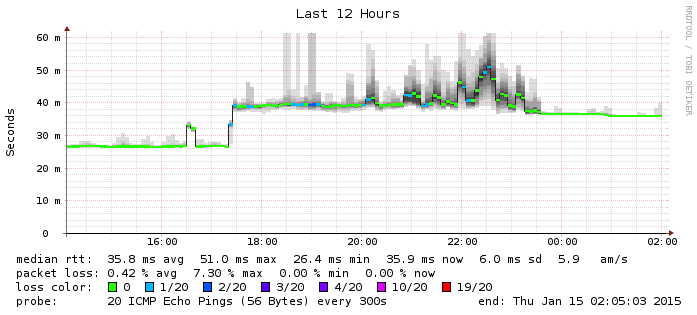 Last 12 Hours
RRDTOOL / TOBI OETIKER
Seconds
60 m
50 m
40 m
30 m
20 m
10 m
0
16:00 18:00 20:00 22:00 00:00 02:00
median rtt: 35.8 ms avg 51.0 ms max 26.4 ms min 35.9 ms now 6.0 ms sd 5.9 am/s
packet loss: 0.42 % avg 7.30 % max 0.00 % min 0.00 % now
loss color: 0 1/20 2/20 3/20 4/20 10/20 19/20
probe: 20 ICMP Echo Pings (56 Bytes) every 300s end: Thu Jan 15 02:05:03 2015